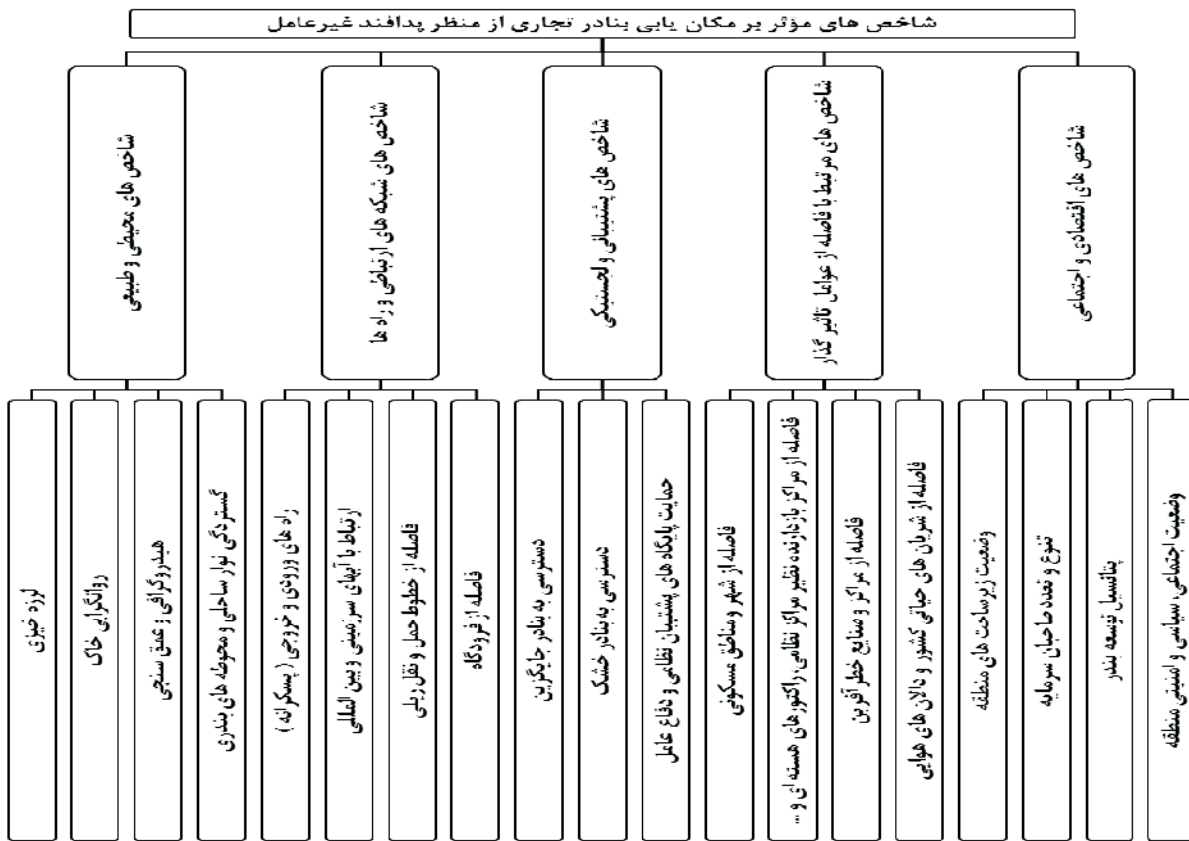 شاخص های مؤثر بر مکان یابی بنادر تجاری از منظر پدافند غیرعامل
شاخص های اقتصادی و اجتماعی
شاخص های مرتبط با فاصله از عوامل تاثیر گذار
شاخص های پشتیبانی و لجستیکی
شاخص های شبکه های ارتباطی و راه ها
شاخص های محیطی و طبیعی
وضعیت اجتماعی، سیاسی و امنیتی منطقه
پتانسیل توسعه بندر
تنوع و تعدد صاحبان سرمایه
وضعیت زیرساخت های منطقه
فاصله از شریان های حیاتی کشور و دالان های هوایی
فاصله از مراکز و صنایع خطر آفرین
فاصله از مراکز بازدارنده نظیر مراکز نظامی، راکتورهای هسته ای و ...
فاصله از شهر و مناطق مسکونی
حمایت پایگاه های پشتیبان نظامی و دفاع عامل
دسترسی به بنادر خشک
دسترسی به بنادر جایگزین
فاصله از فرودگاه
فاصله از خطوط حمل و نقل ریلی
ارتباط با آبهای سرزمینی و بین المللی
راه های ورودی و خروجی ( پسکرانه )
گستردگی نوار ساحلی و محوطه های بندری
هیدروگرافی و عمق سنجی
روانگرایی خاک
لرزه خیزی